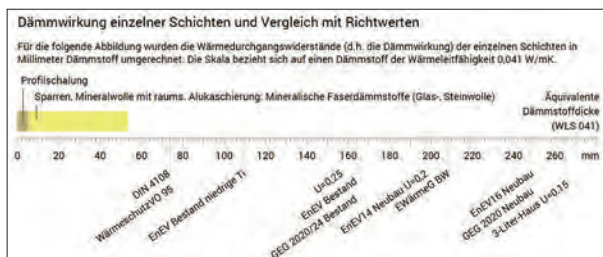 Dämmwirkung einzelner Schichten und Vergleich mit Richtwerten
Für die folgende Abbildung wurden die Wärmedurchgangswiderstände (d.h. die Dämmwirkung) der einzelnen Schichten in
Millimeter Dämmstoff umgerechnet. Die Skala bezieht sich auf einen Dämmstoff der Wärmeleitfähigkeit 0,041 W/mK.
Profilschalung
Sparren, Mineralwolle mit raums. Alukaschierung: Mineralische Faserdämmstoffe (Glas-, Steinwolle)
Äquivalente
Dämmstoffdicke
(WLS 041)
0 20 40 60 80 100 120 140 160 180 200 220 240 260 mm
DIN 4108
WärmeschutzVO 95
EnEV Bestand niedrige Ti
U=0,25
EnEV Bestand
GEG 2020/24 Bestand
EnEV14 Neubau U=0,2
EWärmeG BW
EnEV16 Neubau
GEG 2020 Neubau
3-Liter-Haus U=0,15